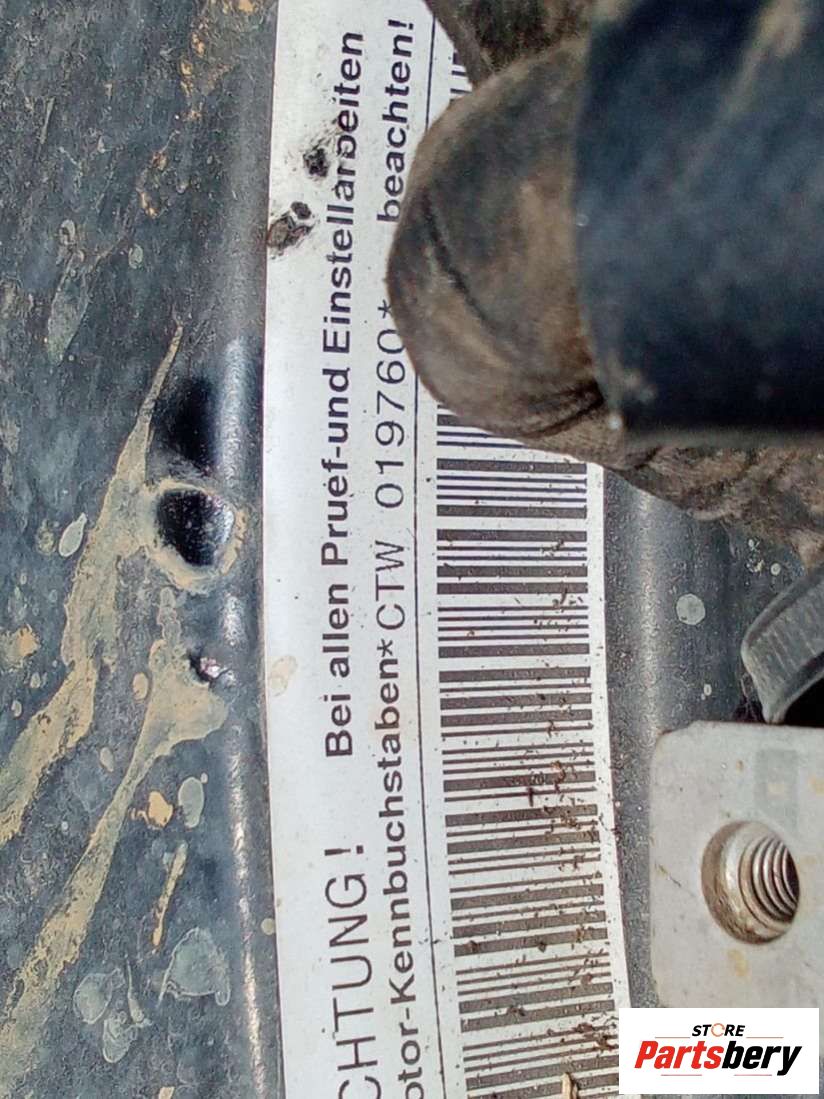 CHTUNG! Bei allen Pruef-und Einstellarbeiten
otor-Kennbuchstaben*CTW 019760* beachten!
STORE
Partsbery